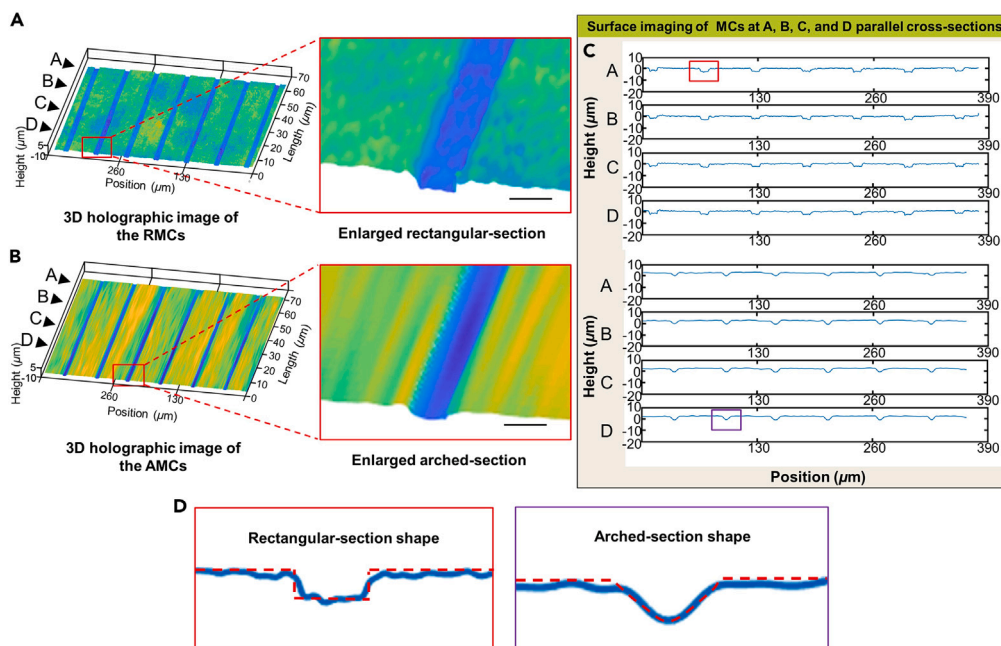 A
A
B
C
D
Height (µm)
5
-10
Position (µm)
260
130
0
Length (µm)
70
60
50
40
30
20
10
0
3D holographic image of
the RMCs
Enlarged rectangular-section
B
A
B
C
D
Height (µm)
5
10
Position (µm)
260
130
0
Length (µm)
70
60
50
40
30
20
10
0
3D holographic image of
the AMCs
Enlarged arched-section
Surface imaging of MCs at A, B, C, and D parallel cross-sections
C
Height (µm)
A
10
0
-10
-20
130
260
390
B
10
0
-10
-20
130
260
390
C
10
0
-10
-20
130
260
390
D
10
0
-10
-20
130
260
390
Height (µm)
A
10
0
-10
-20
130
260
390
B
10
0
-10
-20
130
260
390
C
10
0
-10
-20
130
260
390
D
10
0
-10
-20
130
260
390
Position (µm)
D
Rectangular-section shape
Arched-section shape